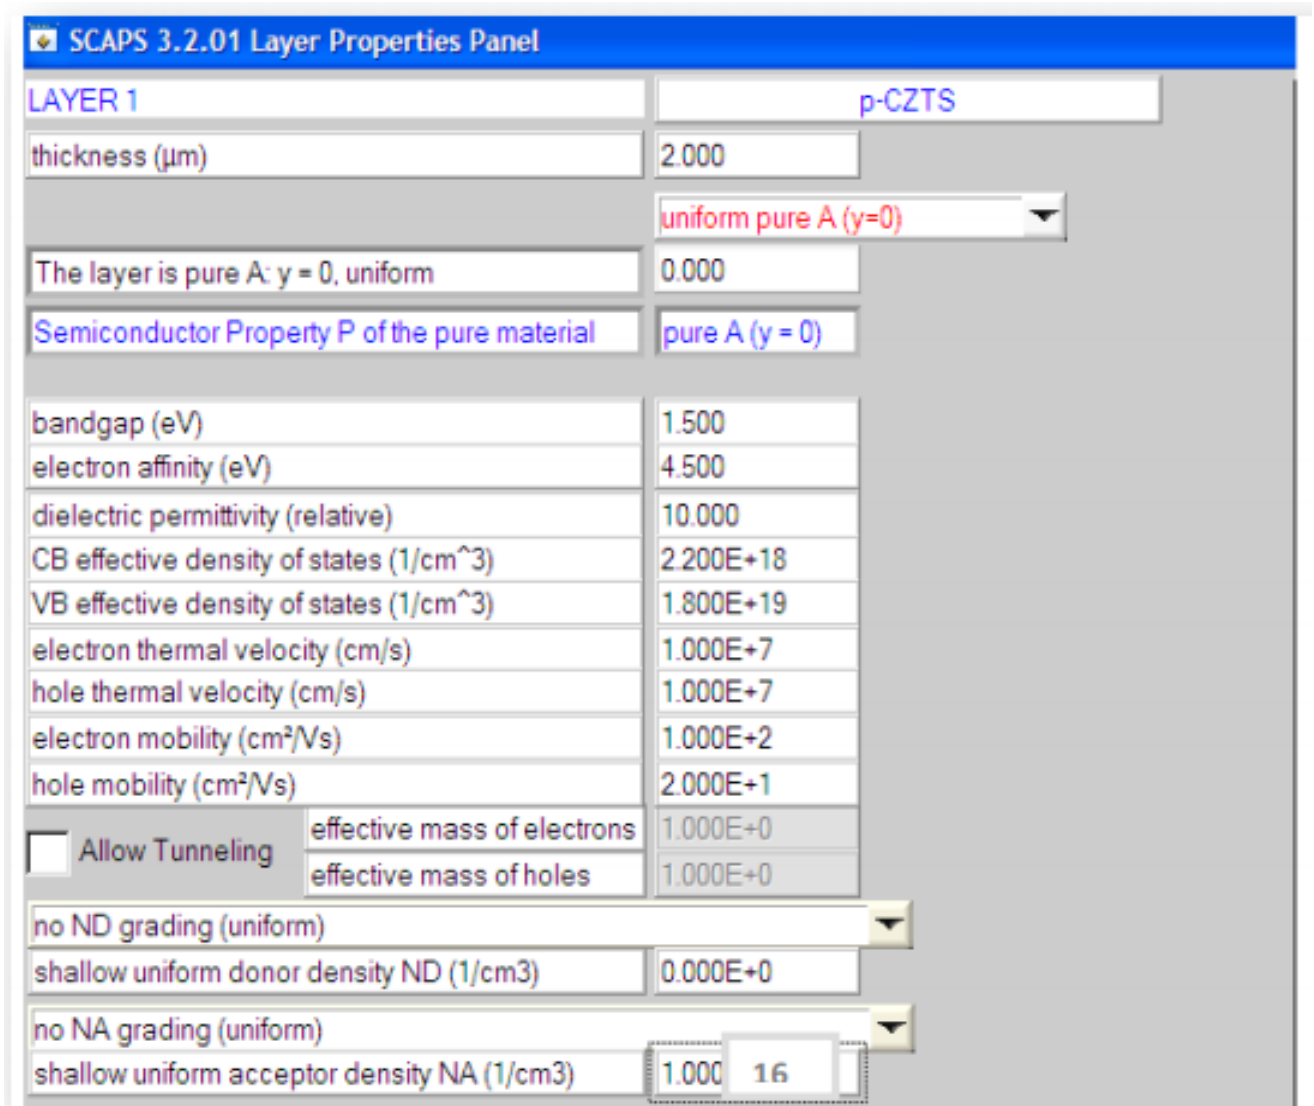 SCAPS 3.2.01 Layer Properties Panel
LAYER 1 p-CZTS
thickness (µm) 2.000
uniform pure A (y=0)
The layer is pure A: y = 0, uniform 0.000
Semiconductor Property P of the pure material pure A (y = 0)
bandgap (eV) 1.500
electron affinity (eV) 4.500
dielectric permittivity (relative) 10.000
CB effective density of states (1/cm^3) 2.200E+18
VB effective density of states (1/cm^3) 1.800E+19
electron thermal velocity (cm/s) 1.000E+7
hole thermal velocity (cm/s) 1.000E+7
electron mobility (cm²/Vs) 1.000E+2
hole mobility (cm²/Vs) 2.000E+1
Allow Tunneling
effective mass of electrons 1.000E+0
effective mass of holes 1.000E+0
no ND grading (uniform)
shallow uniform donor density ND (1/cm3) 0.000E+0
no NA grading (uniform)
shallow uniform acceptor density NA (1/cm3) 1.000 16